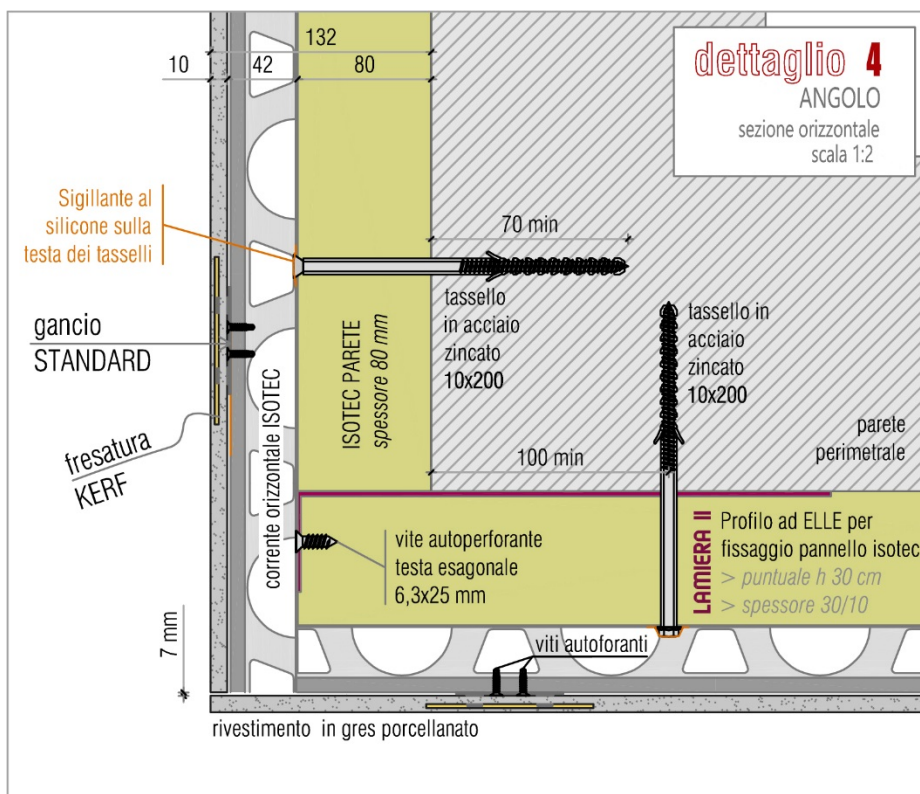 132
10
42
80
dettaglio 4
ANGOLO
sezione orizzontale
scala 1:2
Sigillante al
silicone sulla
testa dei tasselli
70 min
tassello
in acciaio
zincato
10x200
tassello in
acciaio
zincato
10x200
gancio
STANDARD
ISOTEC PARETE
spessore 80 mm
corrente orizzontale ISOTEC
fresatura
KERF
100 min
parete
perimetrale
vite autoperforante
testa esagonale
6,3x25 mm
LAMIERA II
Profilo ad ELLE per
fissaggio pannello isotec
> puntuale h 30 cm
> spessore 30/10
7 mm
viti autoforanti
rivestimento in gres porcellanato